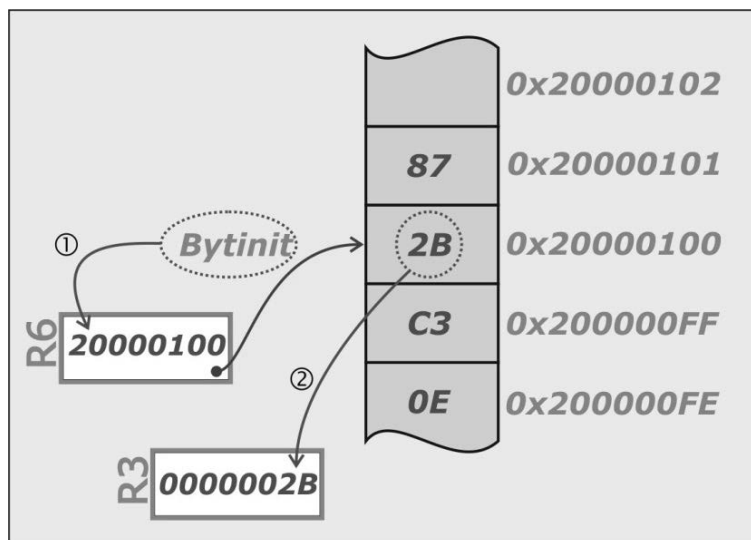 0x20000102
87 0x20000101
① Bytinit 2B 0x20000100
R6 20000100 C3 0x200000FF
② 0E 0x200000FE
R3 0000002B